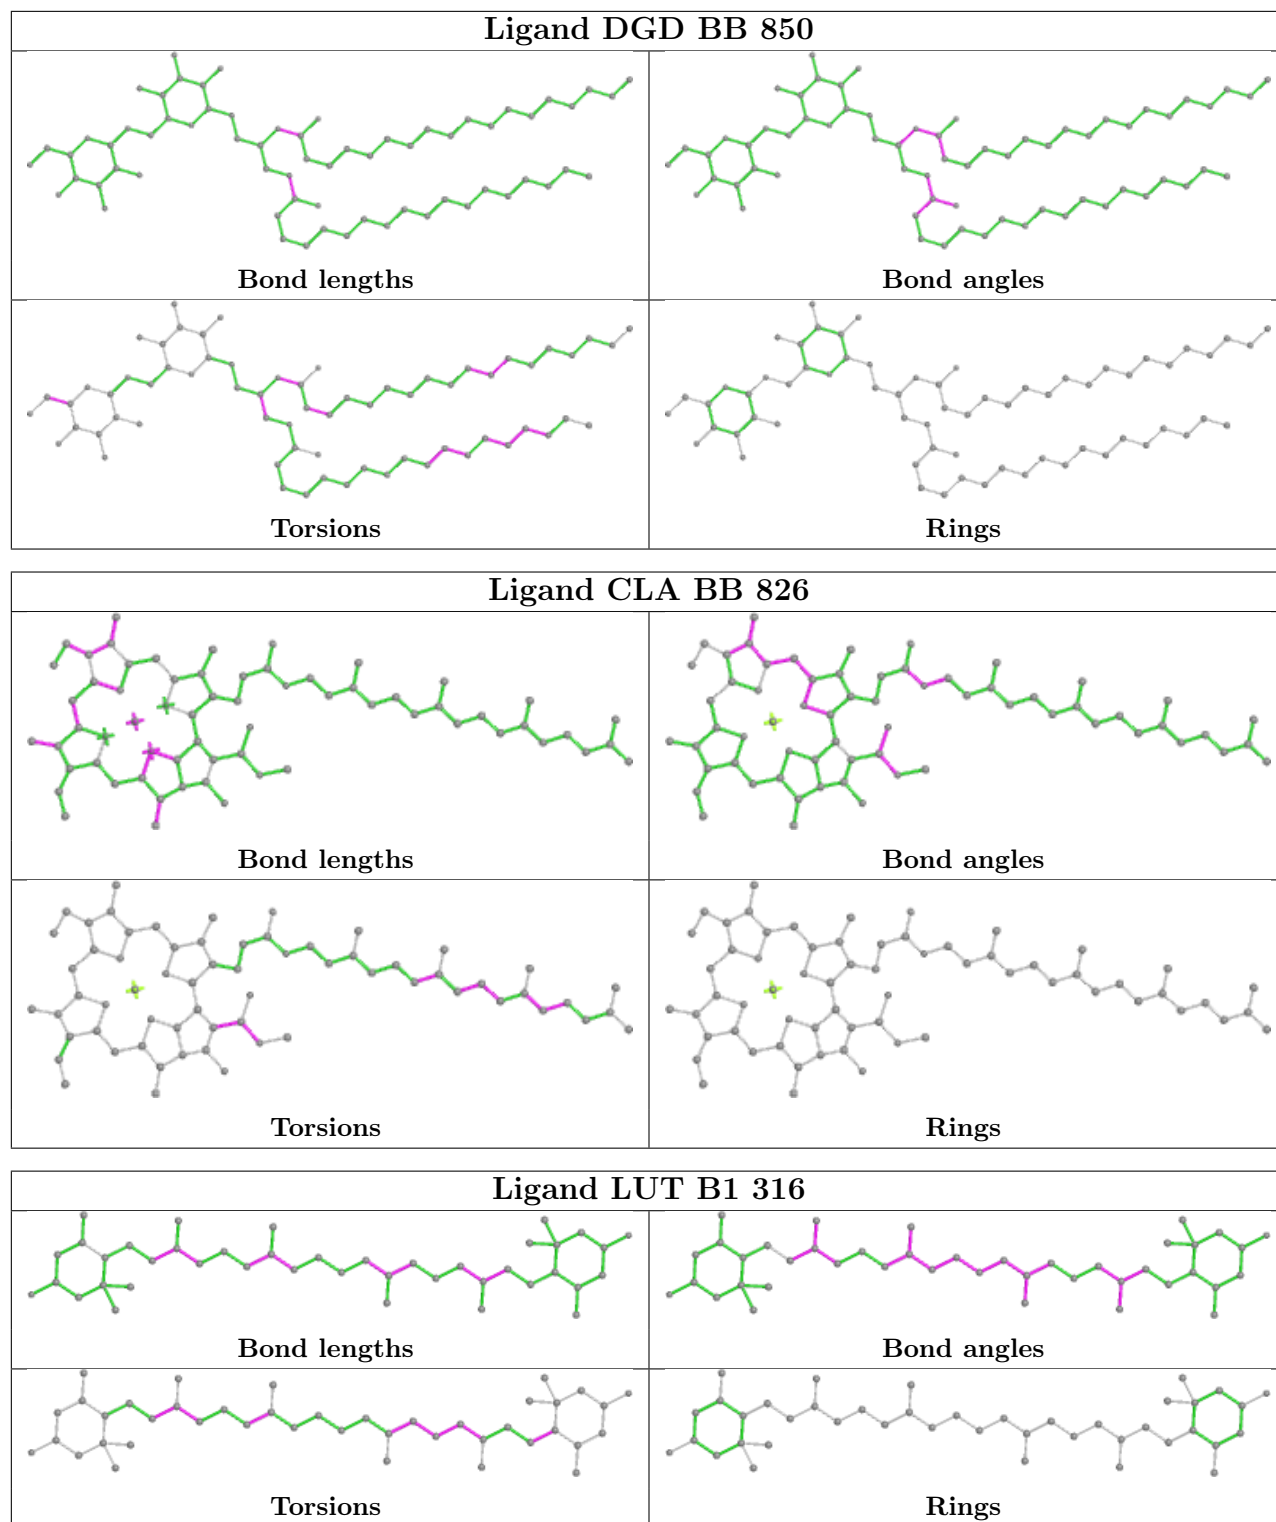 Ligand DGD BB 850
Bond lengths
Bond angles
Torsions
Rings
Ligand CLA BB 826
Bond lengths
Bond angles
Torsions
Rings
Ligand LUT B1 316
Bond lengths
Bond angles
Torsions
Rings